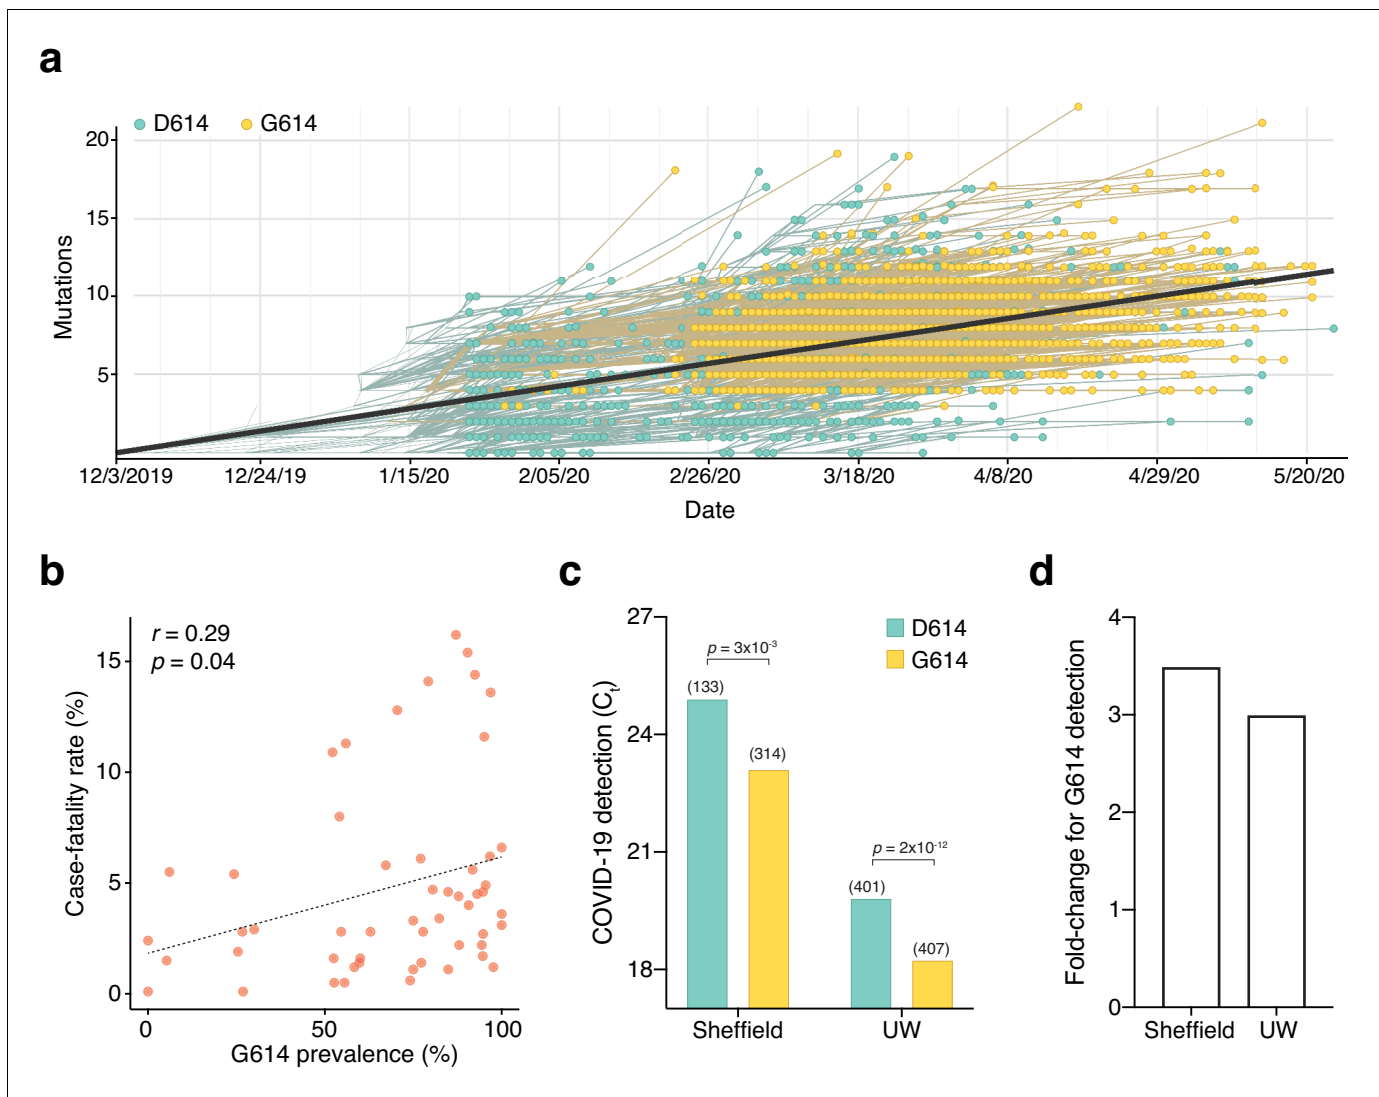 a
D614 G614
20
15
10
5
Mutations
12/3/2019 12/24/19 1/15/20 2/05/20 2/26/20 3/18/20 4/8/20 4/29/20 5/20/20
Date
b
r = 0.29
p = 0.04
15
10
5
0
Case-fatality rate (%)
0 50 100
G614 prevalence (%)
c
27
24
21
18
COVID-19 detection (Ct)
D614
G614
p = 3x10-3
(133)
(314)
p = 2x10-12
(401)
(407)
Sheffield UW
d
4
3
2
1
0
Fold-change for G614 detection
Sheffield UW